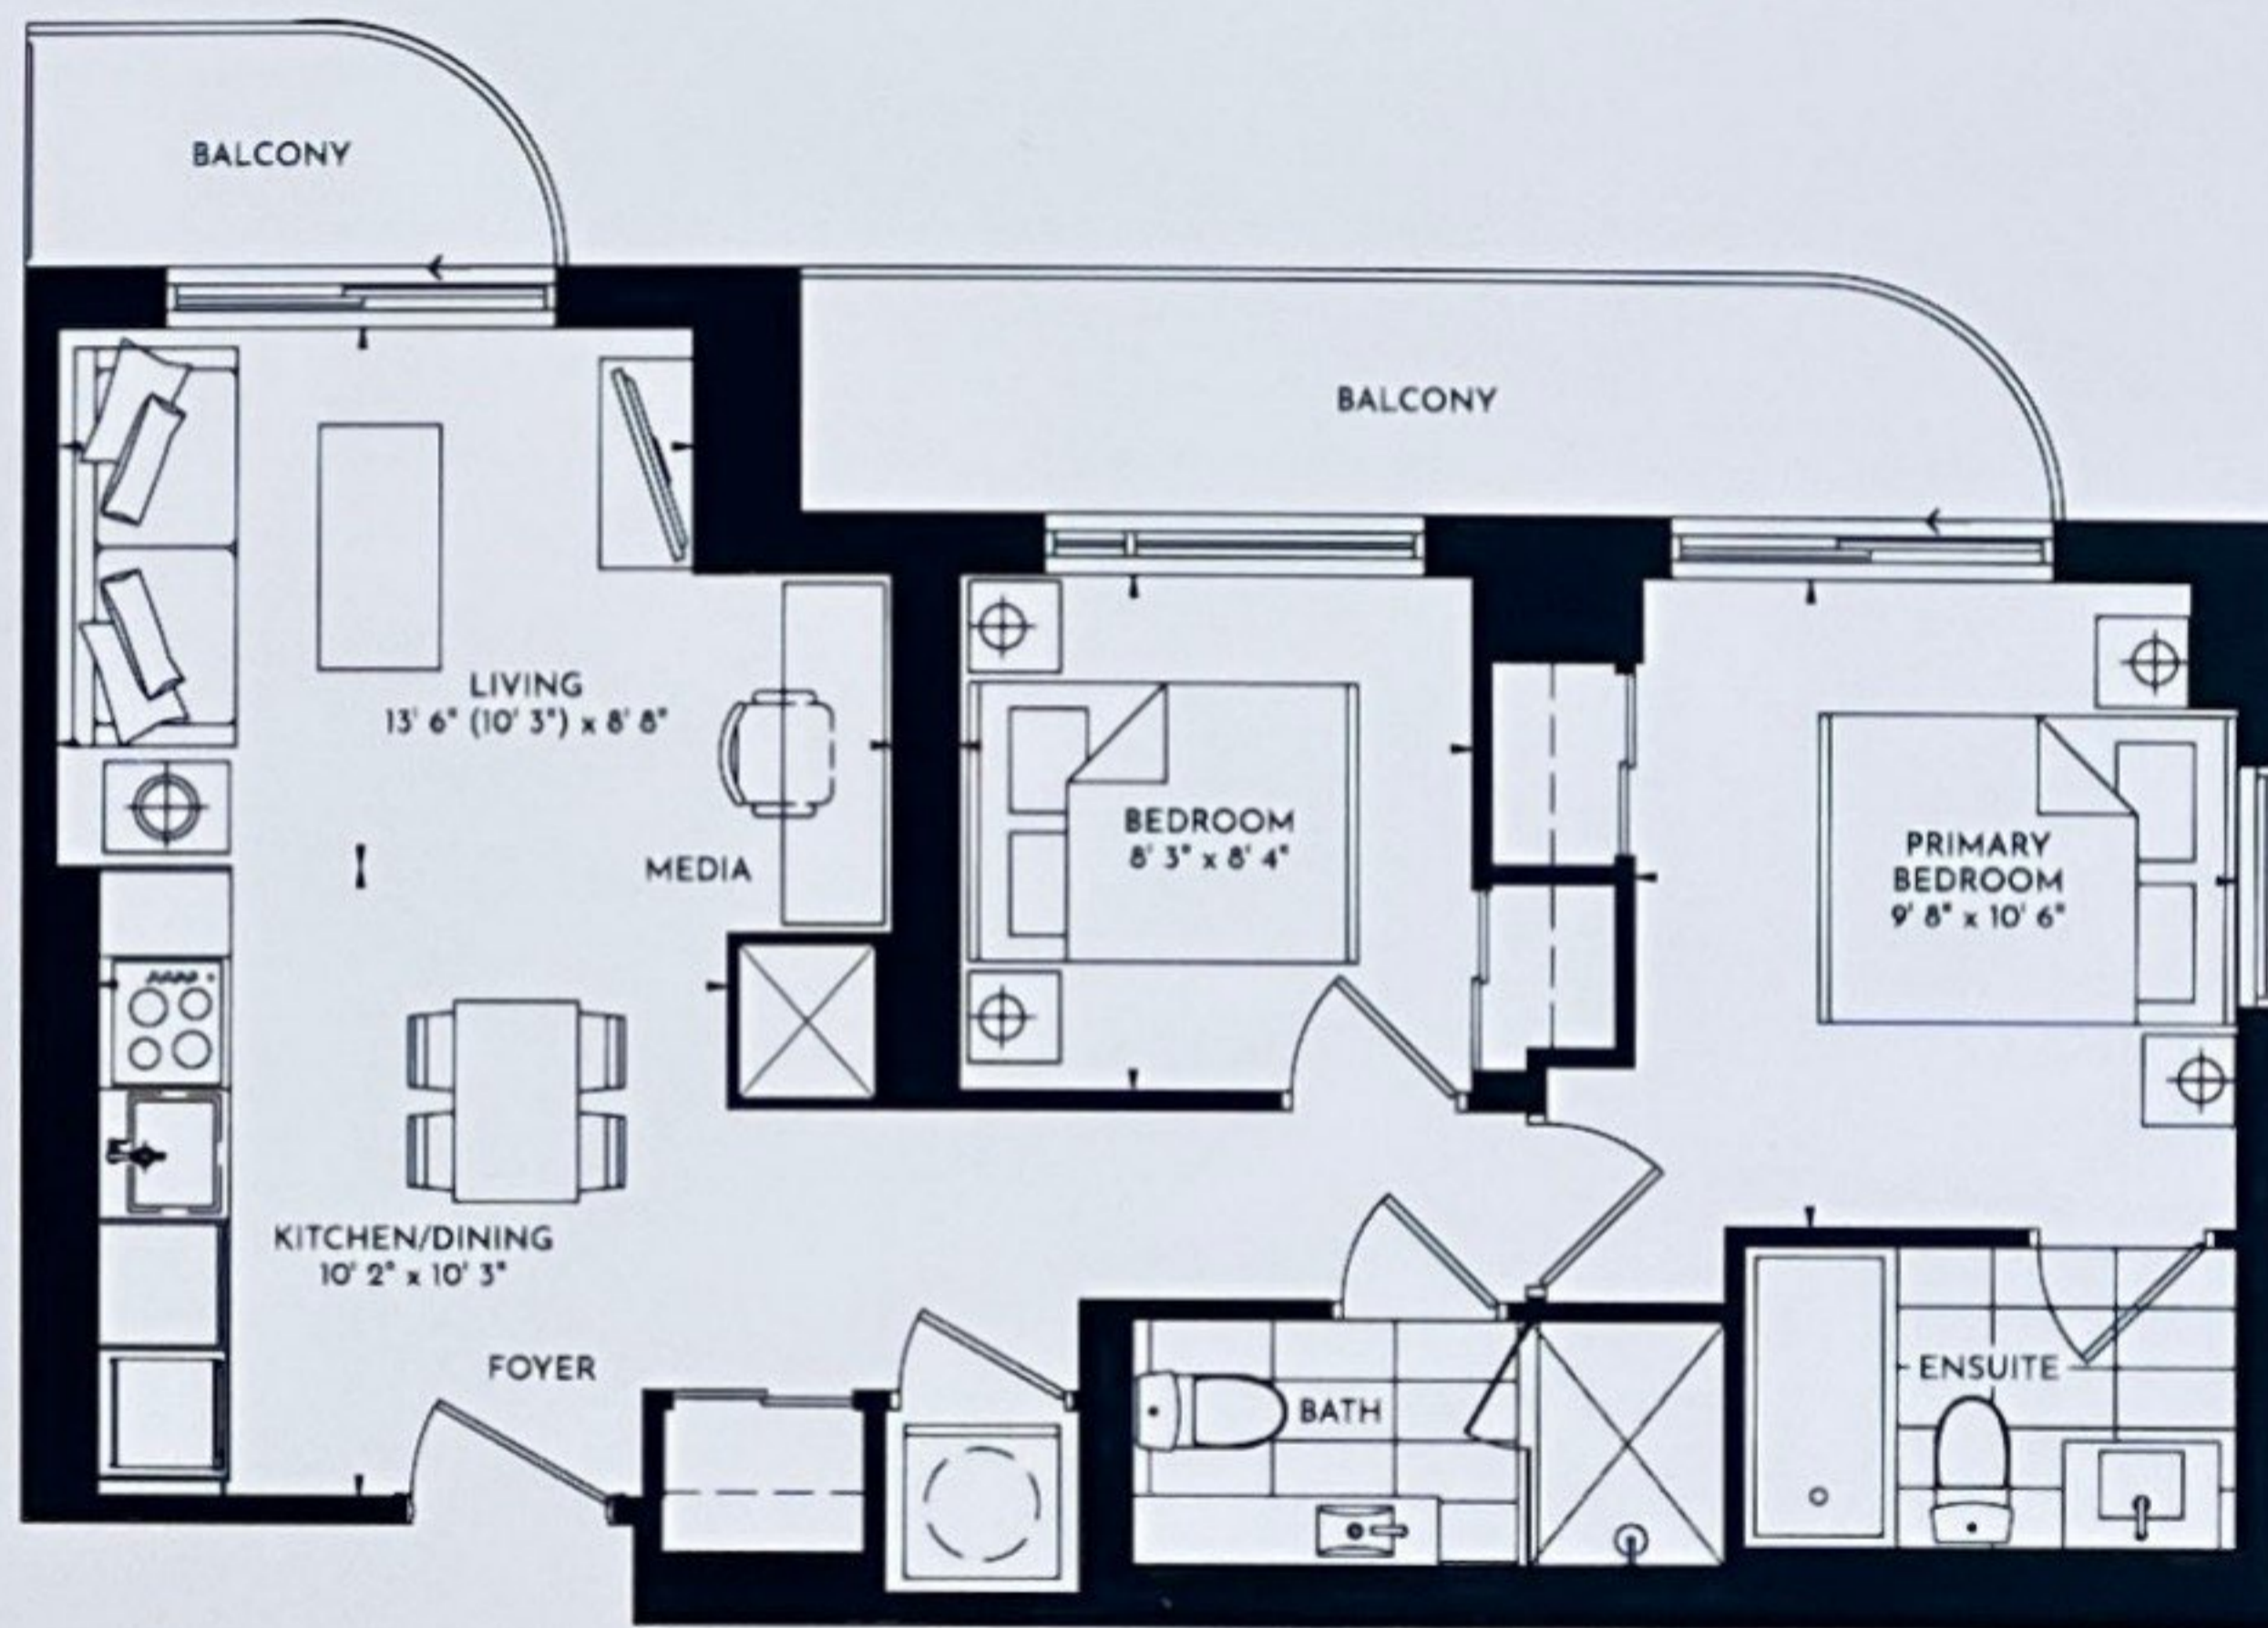 BALCONY
BALCONY
LIVING
13' 6" (10' 3") x 8' 8"
MEDIA
BEDROOM
8' 3" x 8' 4"
PRIMARY
BEDROOM
9' 8" x 10' 6"
KITCHEN/DINING
10' 2" x 10' 3"
FOYER
BATH
ENSUITE